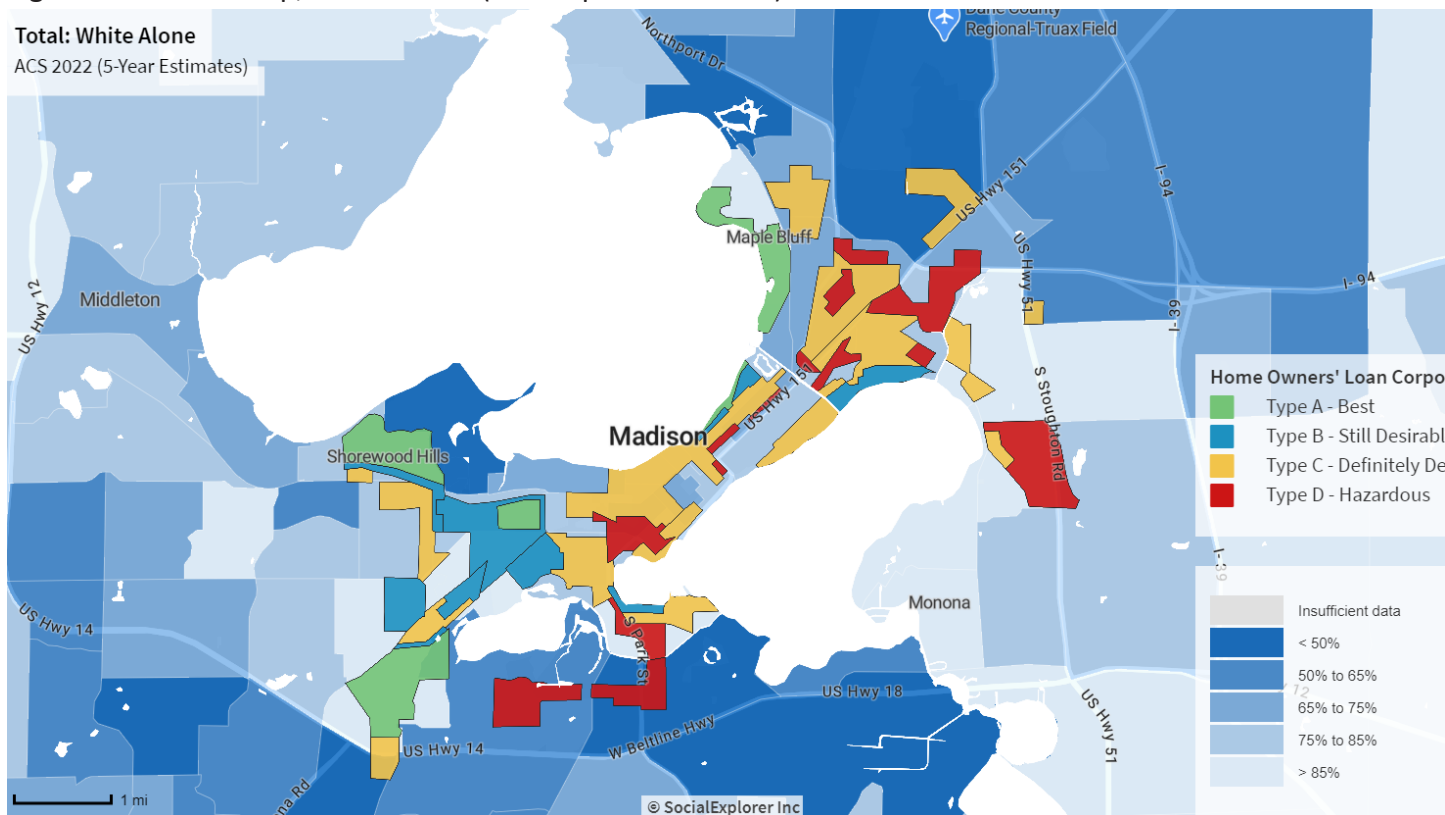 Total: White Alone
ACS 2022 (5-Year Estimates)
Northport Dr
Regional-Truax Field
US Hwy 151
I-94
Maple Bluff
US Hwy 51
I-94
Middleton
US Hwy 12
I-39
Home Owners' Loan Corpo
Type A - Best
Type B - Still Desirabl
Type C - Definitely De
Type D - Hazardous
S Stoughton Rd
US Hwy 151
Madison
Shorewood Hills
I-39
Monona
US Hwy 14
S Park St
Insufficient data
< 50%
50% to 65%
65% to 75%
75% to 85%
> 85%
US Hwy 18
12
US Hwy 51
W Beltline Hwy
US Hwy 14
na Rd
1 mi
© SocialExplorer Inc